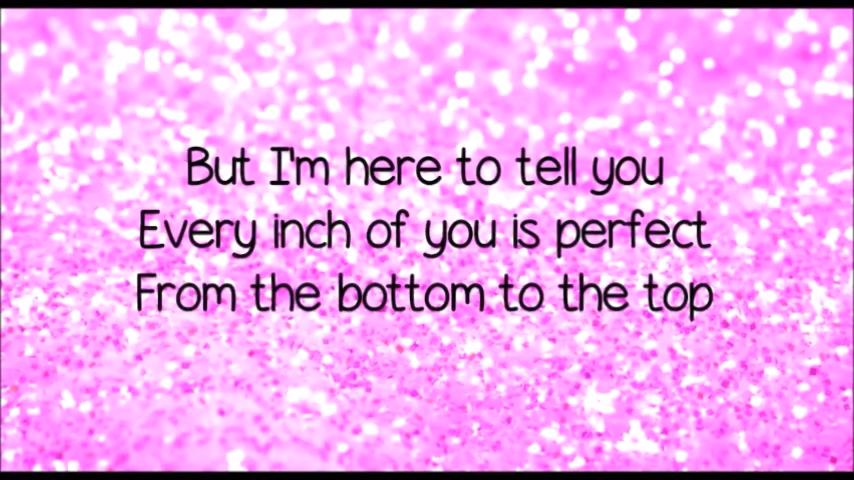 But I'm here to tell you
Every inch of you is perfect
From the bottom to the top